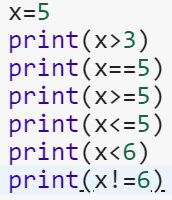 x=5
print(x>3)
print(x==5)
print(x>=5)
print(x<=5)
print(x<6)
print(x!=6)